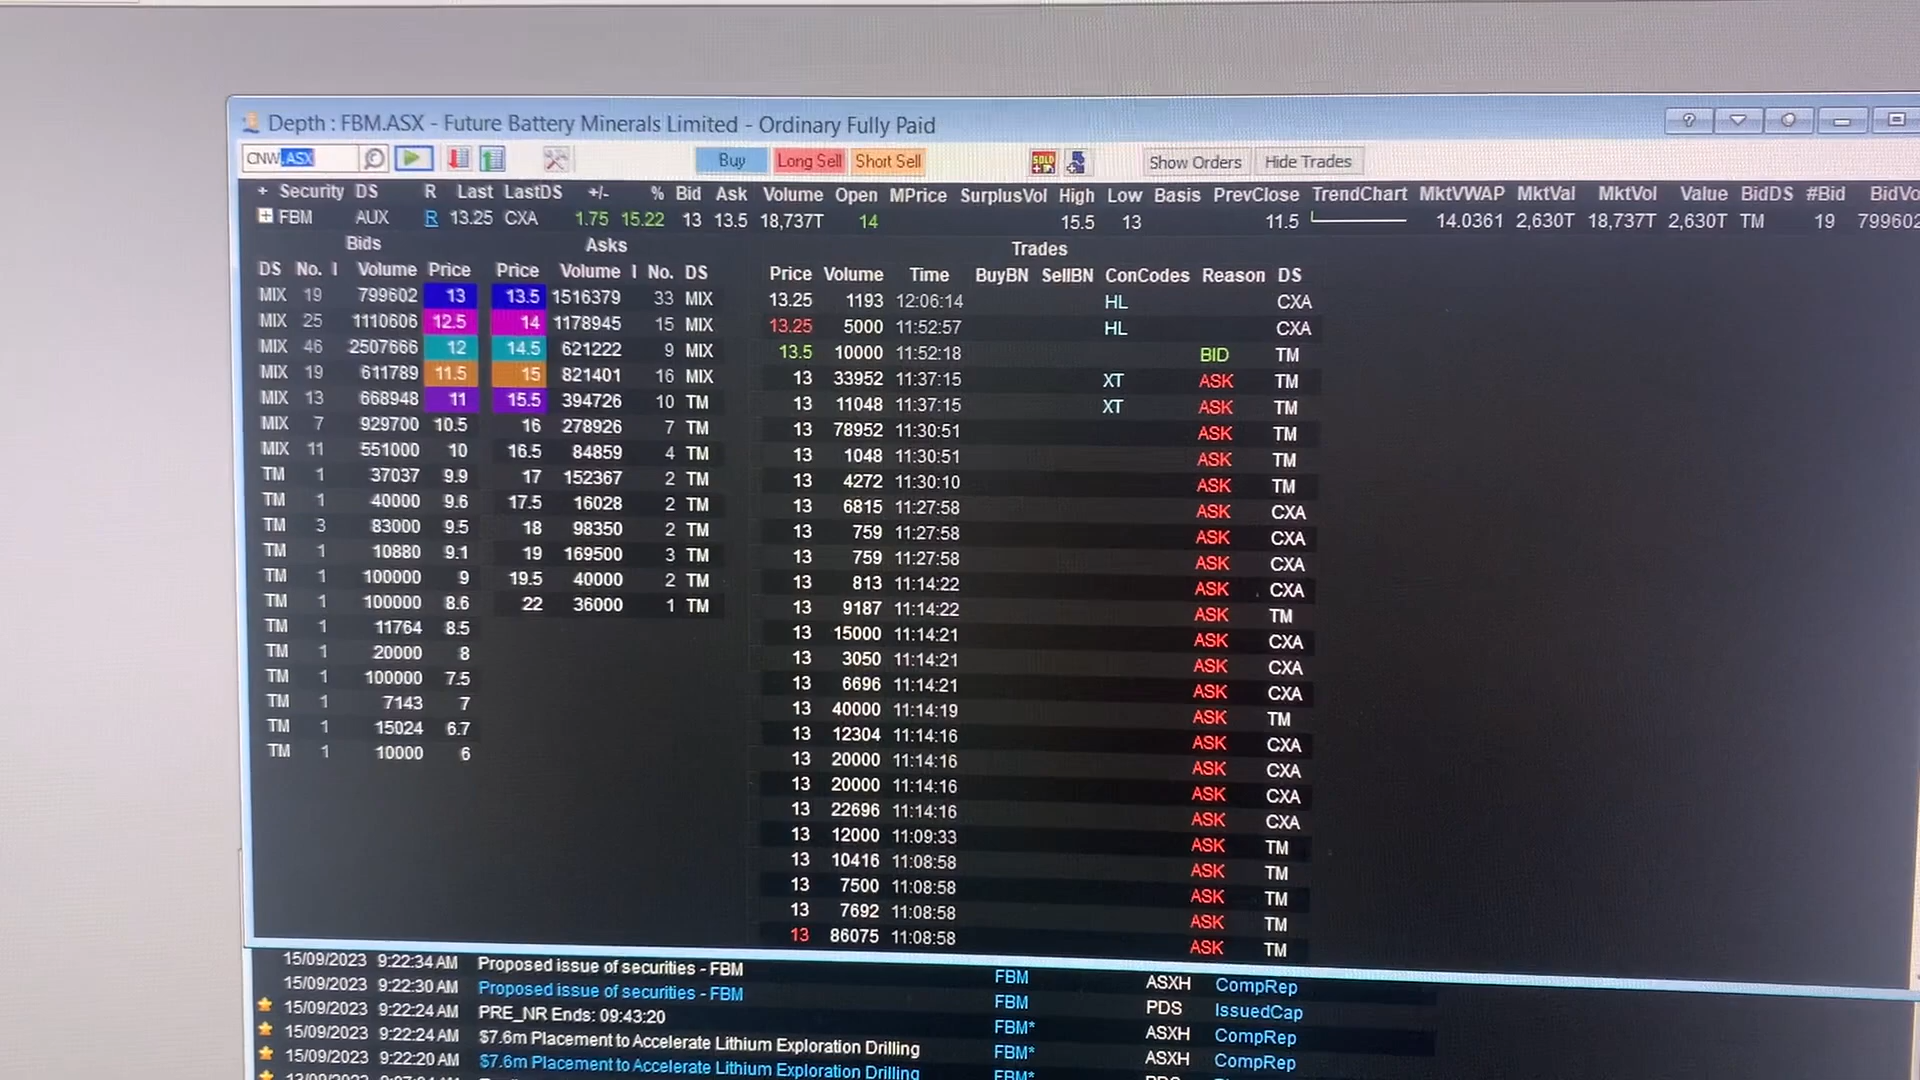 Depth : FBM.ASX - Future Battery Minerals Limited - Ordinary Fully Paid
CNW.ASX Buy Long Sell Short Sell SOLD Show Orders Hide Trades
+ Security DS R Last LastDS +/- % Bid Ask Volume Open MPrice SurplusVol High Low Basis PrevClose TrendChart MktVWAP MktVal MktVol Value BidDS #Bid BidVo
FBM AUX R 13.25 CXA 1.75 15.22 13 13.5 18,737T 14 15.5 13 11.5 14.0361 2,630T 18,737T 2,630T TM 19 799602
Bids Asks Trades
DS No. I Volume Price Price Volume I No. DS Price Volume Time BuyBN SellBN ConCodes Reason DS
MIX 19 799602 13 13.5 1516379 33 MIX 13.25 1193 12:06:14 HL CXA
MIX 25 1110606 12.5 14 1178945 15 MIX 13.25 5000 11:52:57 HL CXA
MIX 46 2507666 12 14.5 621222 9 MIX 13.5 10000 11:52:18 BID TM
MIX 19 611789 11.5 15 821401 16 MIX 13 33952 11:37:15 XT ASK TM
MIX 13 668948 11 15.5 394726 10 TM 13 11048 11:37:15 XT ASK TM
MIX 7 929700 10.5 16 278926 7 TM 13 78952 11:30:51 ASK TM
MIX 11 551000 10 16.5 84859 4 TM 13 1048 11:30:51 ASK TM
TM 1 37037 9.9 17 152367 2 TM 13 4272 11:30:10 ASK TM
TM 1 40000 9.6 17.5 16028 2 TM 13 6815 11:27:58 ASK CXA
TM 3 83000 9.5 18 98350 2 TM 13 759 11:27:58 ASK CXA
TM 1 10880 9.1 19 169500 3 TM 13 759 11:27:58 ASK CXA
TM 1 100000 9 19.5 40000 2 TM 13 813 11:14:22 ASK CXA
TM 1 100000 8.6 22 36000 1 TM 13 9187 11:14:22 ASK TM
TM 1 11764 8.5 13 15000 11:14:21 ASK CXA
TM 1 20000 8 13 3050 11:14:21 ASK CXA
TM 1 100000 7.5 13 6696 11:14:21 ASK CXA
TM 1 7143 7 13 40000 11:14:19 ASK TM
TM 1 15024 6.7 13 12304 11:14:16 ASK CXA
TM 1 10000 6 13 20000 11:14:16 ASK CXA
13 20000 11:14:16 ASK CXA
13 22696 11:14:16 ASK CXA
13 12000 11:09:33 ASK TM
13 10416 11:08:58 ASK TM
13 7500 11:08:58 ASK TM
13 7692 11:08:58 ASK TM
13 86075 11:08:58 ASK TM
15/09/2023 9:22:34 AM Proposed issue of securities - FBM FBM ASXH CompRep
15/09/2023 9:22:30 AM Proposed issue of securities - FBM FBM PDS IssuedCap
15/09/2023 9:22:24 AM PRE_NR Ends: 09:43:20 FBM* ASXH CompRep
15/09/2023 9:22:24 AM $7.6m Placement to Accelerate Lithium Exploration Drilling FBM* ASXH CompRep
15/09/2023 9:22:20 AM $7.6m Placement to Accelerate Lithium Exploration Drilling FBM*